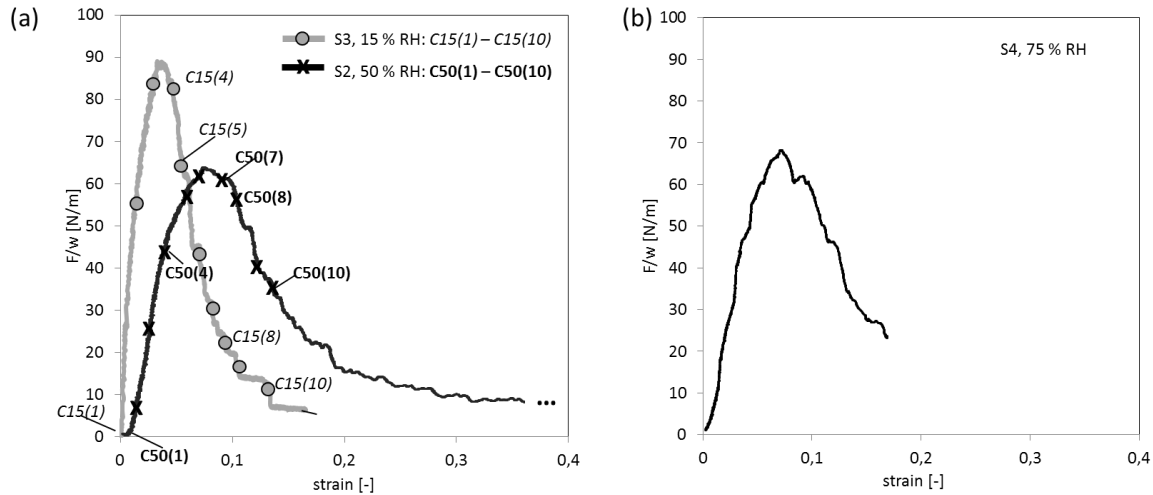 (a)
S3, 15 % RH: C15(1) – C15(10)
S2, 50 % RH: C50(1) – C50(10)
100
90
80
70
60
50
40
30
20
10
0
F/w [N/m]
C15(4)
C15(5)
C50(7)
C50(8)
C50(4)
C50(10)
C15(8)
C15(10)
C15(1)
C50(1)
0
0,1
0,2
0,3
0,4
strain [-]
(b)
S4, 75 % RH
100
90
80
70
60
50
40
30
20
10
0
F/w [N/m]
0
0,1
0,2
0,3
0,4
strain [-]